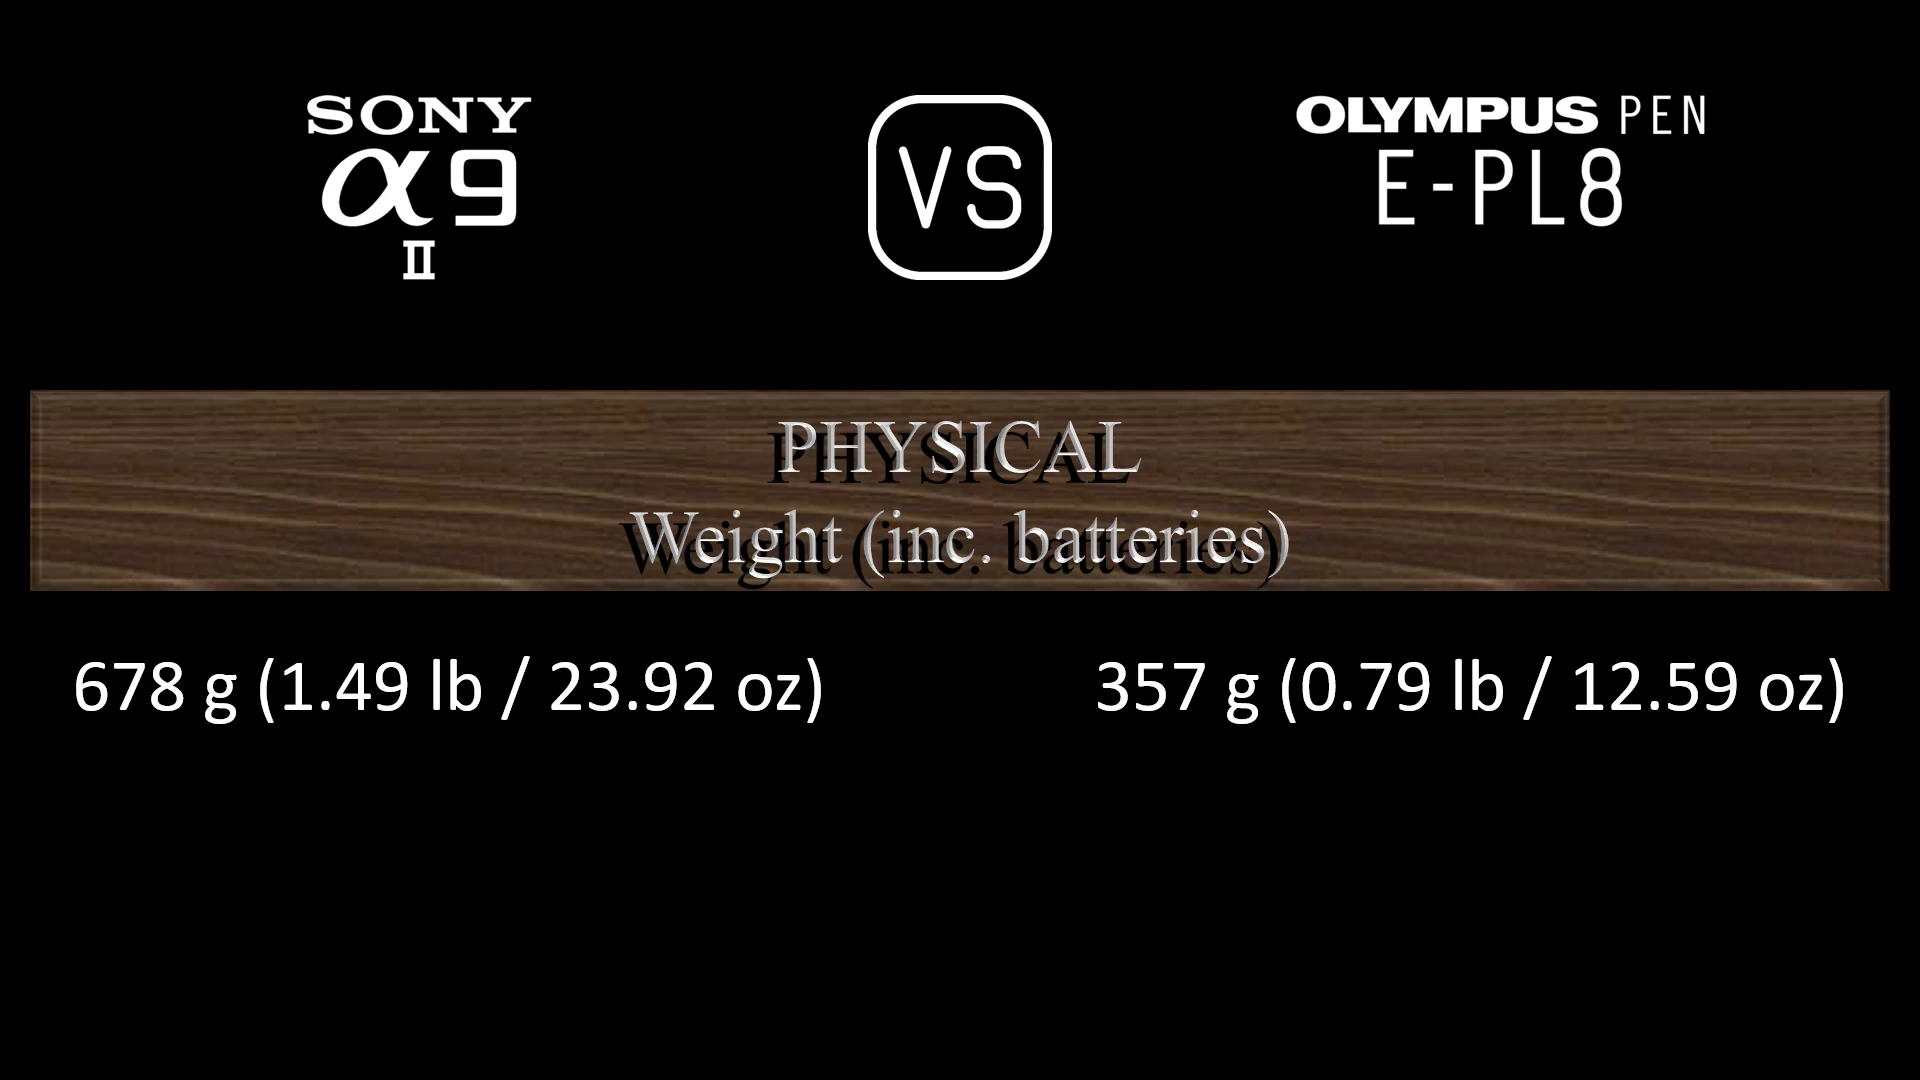 SONY
α9
II
VS
OLYMPUS PEN
E-PL8
PHYSICAL
Weight (inc. batteries)
678 g (1.49 lb / 23.92 oz)
357 g (0.79 lb / 12.59 oz)